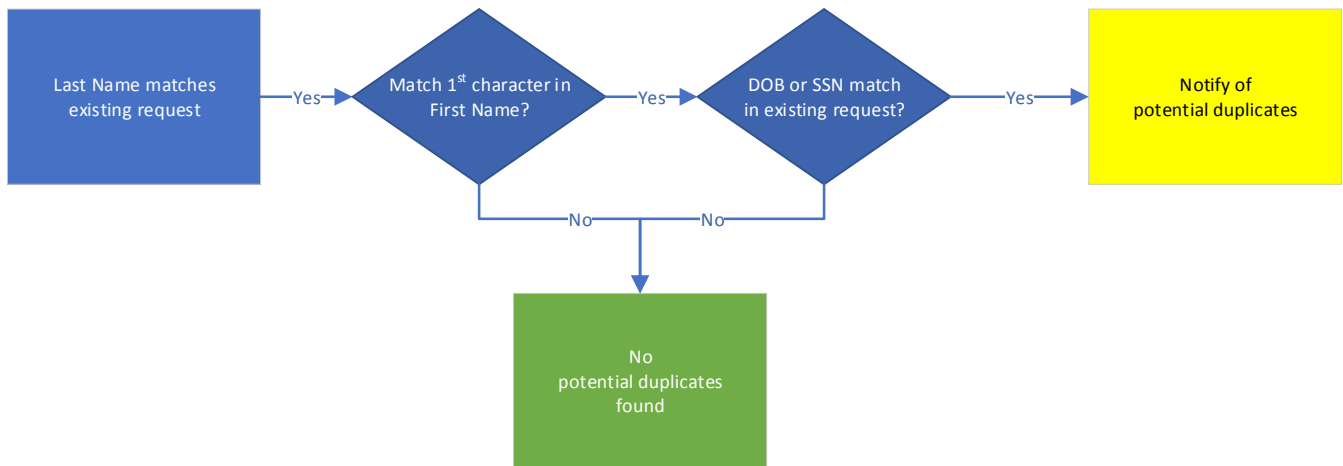 Last Name matches
existing request
Yes
Match 1st character in
First Name?
Yes
DOB or SSN match
in existing request?
Yes
Notify of
potential duplicates
No
No
No
potential duplicates
found